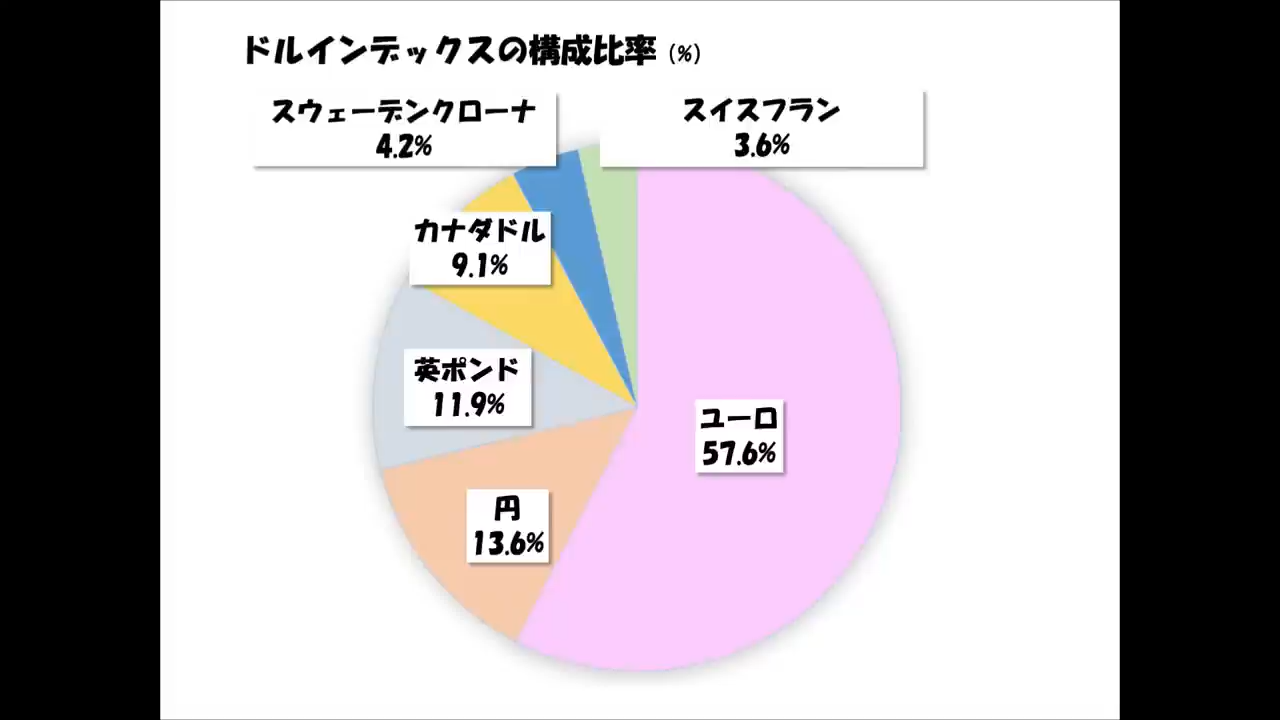 ドルインデックスの構成比率 (%)
スウェーデンクローナ
4.2%
スイスフラン
3.6%
カナダドル
9.1%
英ポンド
11.9%
ユーロ
57.6%
円
13.6%